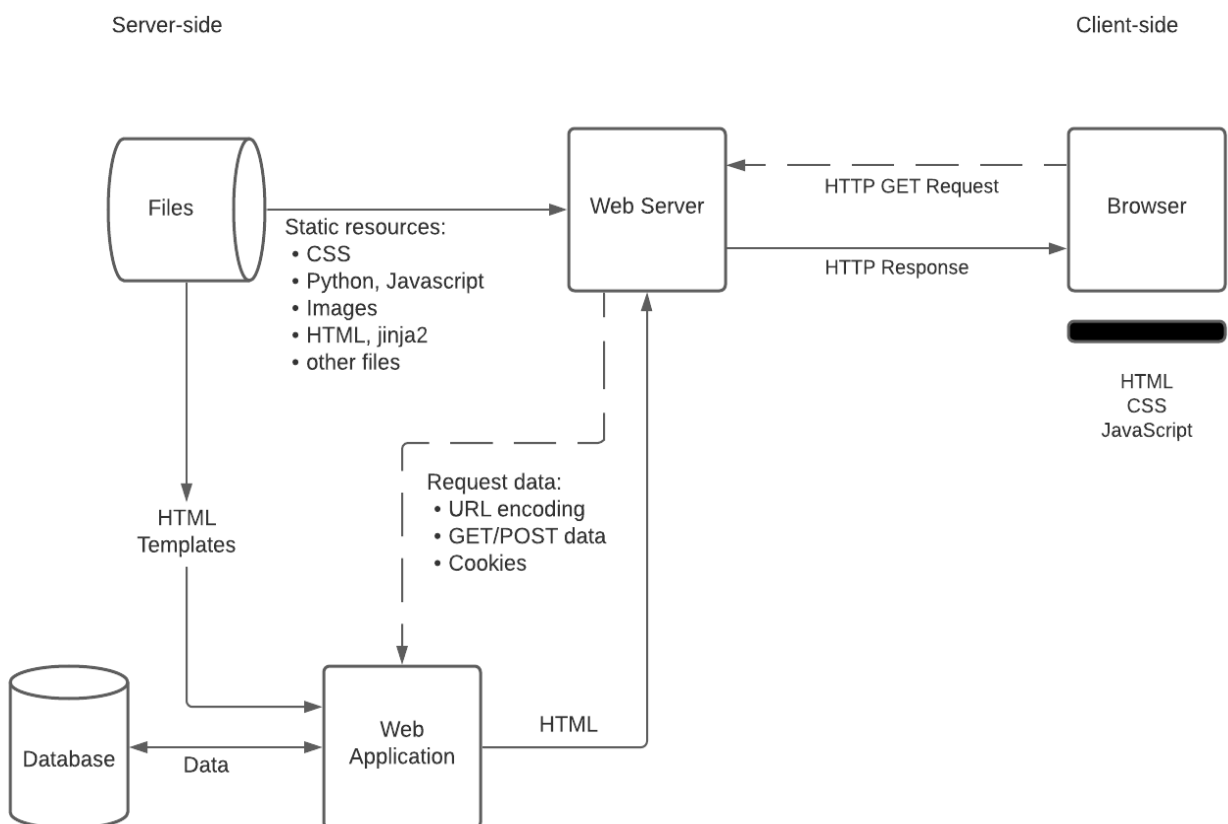 Server-side
Client-side
Files
Web Server
HTTP GET Request
Browser
HTTP Response
Static resources:
• CSS
• Python, Javascript
• Images
• HTML, jinja2
• other files
HTML
CSS
JavaScript
Request data:
• URL encoding
• GET/POST data
• Cookies
HTML
Templates
Database
Data
Web
Application
HTML